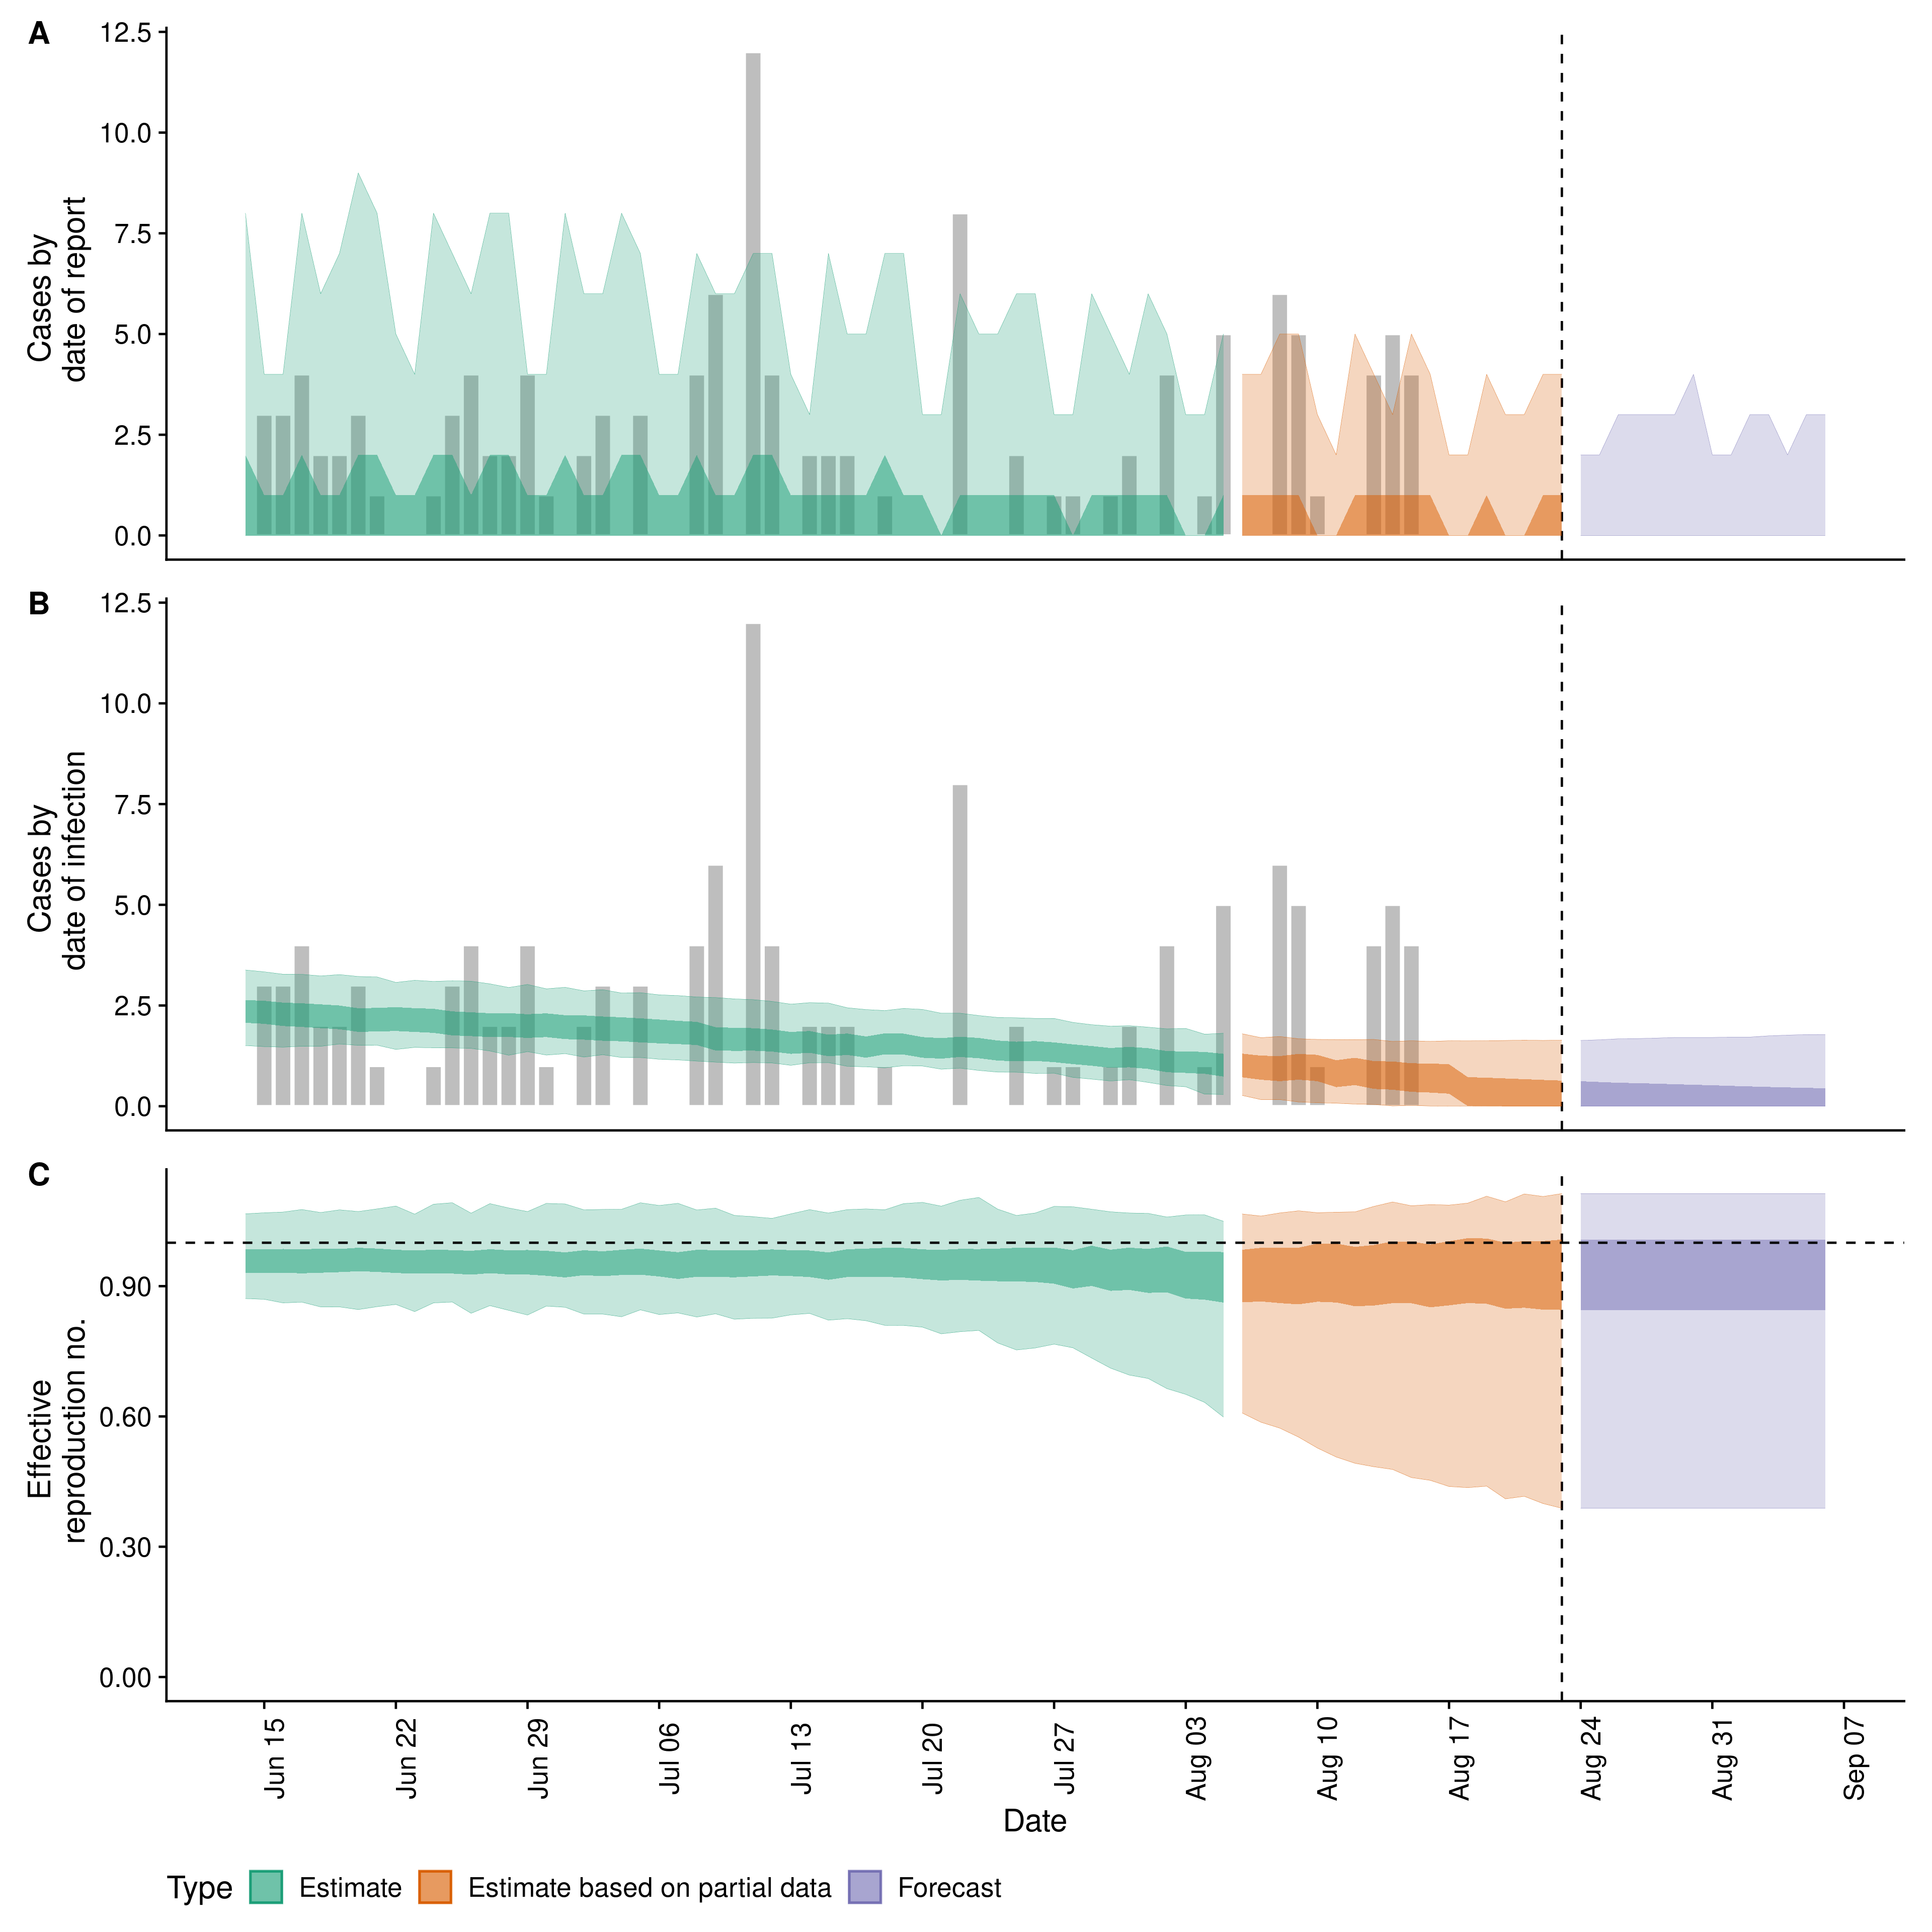 A
Cases by
date of report
12.5
10.0
7.5
5.0
2.5
0.0
B
Cases by
date of infection
12.5
10.0
7.5
5.0
2.5
0.0
C
Effective
reproduction no.
0.90
0.60
0.30
0.00
Jun 15
Jun 22
Jun 29
Jul 06
Jul 13
Jul 20
Jul 27
Aug 03
Aug 10
Aug 17
Aug 24
Aug 31
Sep 07
Date
Type Estimate Estimate based on partial data Forecast